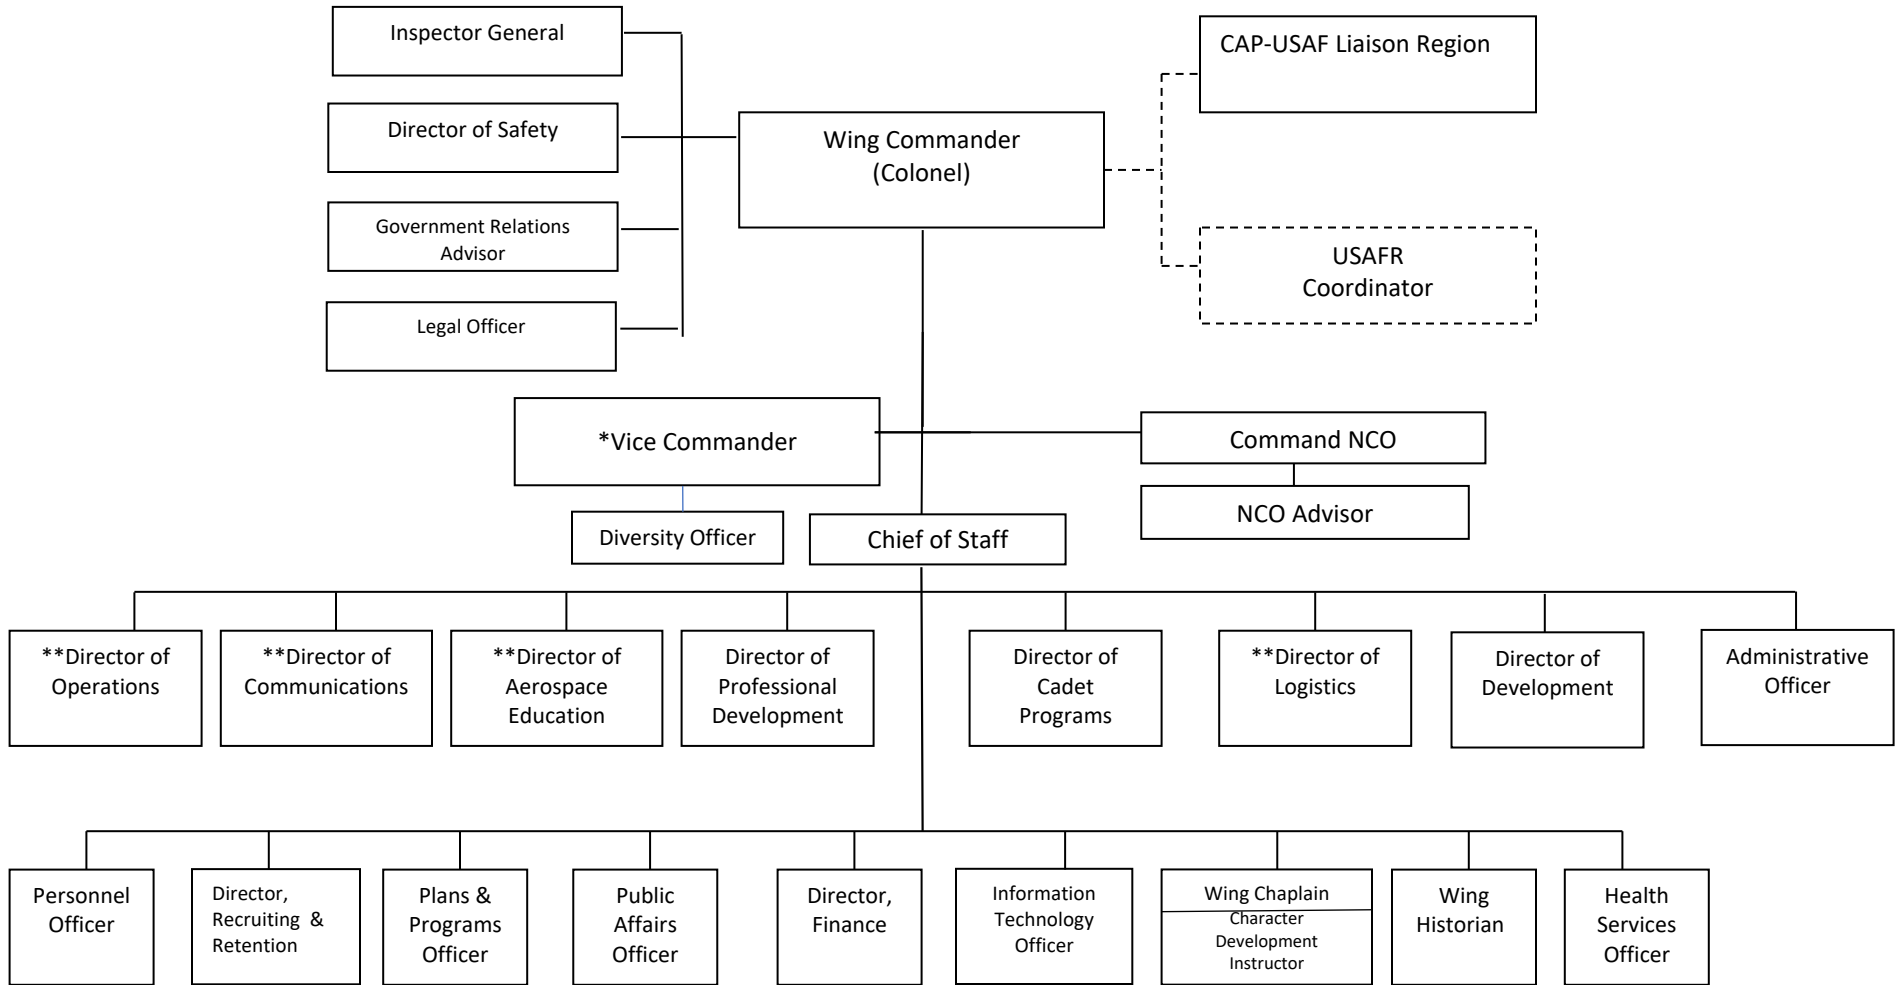 Inspector General
CAP-USAF Liaison Region
Director of Safety
Wing Commander
(Colonel)
Government Relations
Advisor
USAFR
Coordinator
Legal Officer
*Vice Commander
Command NCO
NCO Advisor
Diversity Officer
Chief of Staff
**Director of
Operations
**Director of
Communications
**Director of
Aerospace
Education
Director of
Professional
Development
Director of
Cadet
Programs
**Director of
Logistics
Director of
Development
Administrative
Officer
Personnel
Officer
Director,
Recruiting & 
Retention
Plans &
Programs
Officer
Public
Affairs
Officer
Director,
Finance
Information
Technology
Officer
Wing Chaplain
Character
Development
Instructor
Wing
Historian
Health
Services
Officer